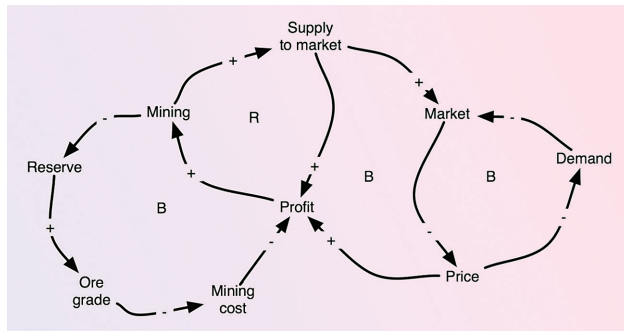 Supply
to market
+
+
Mining
R
-
Market
-
Reserve
Demand
+
+
B
B
B
+
Profit
-
-
-
+
Ore
grade
Mining
cost
-
Price